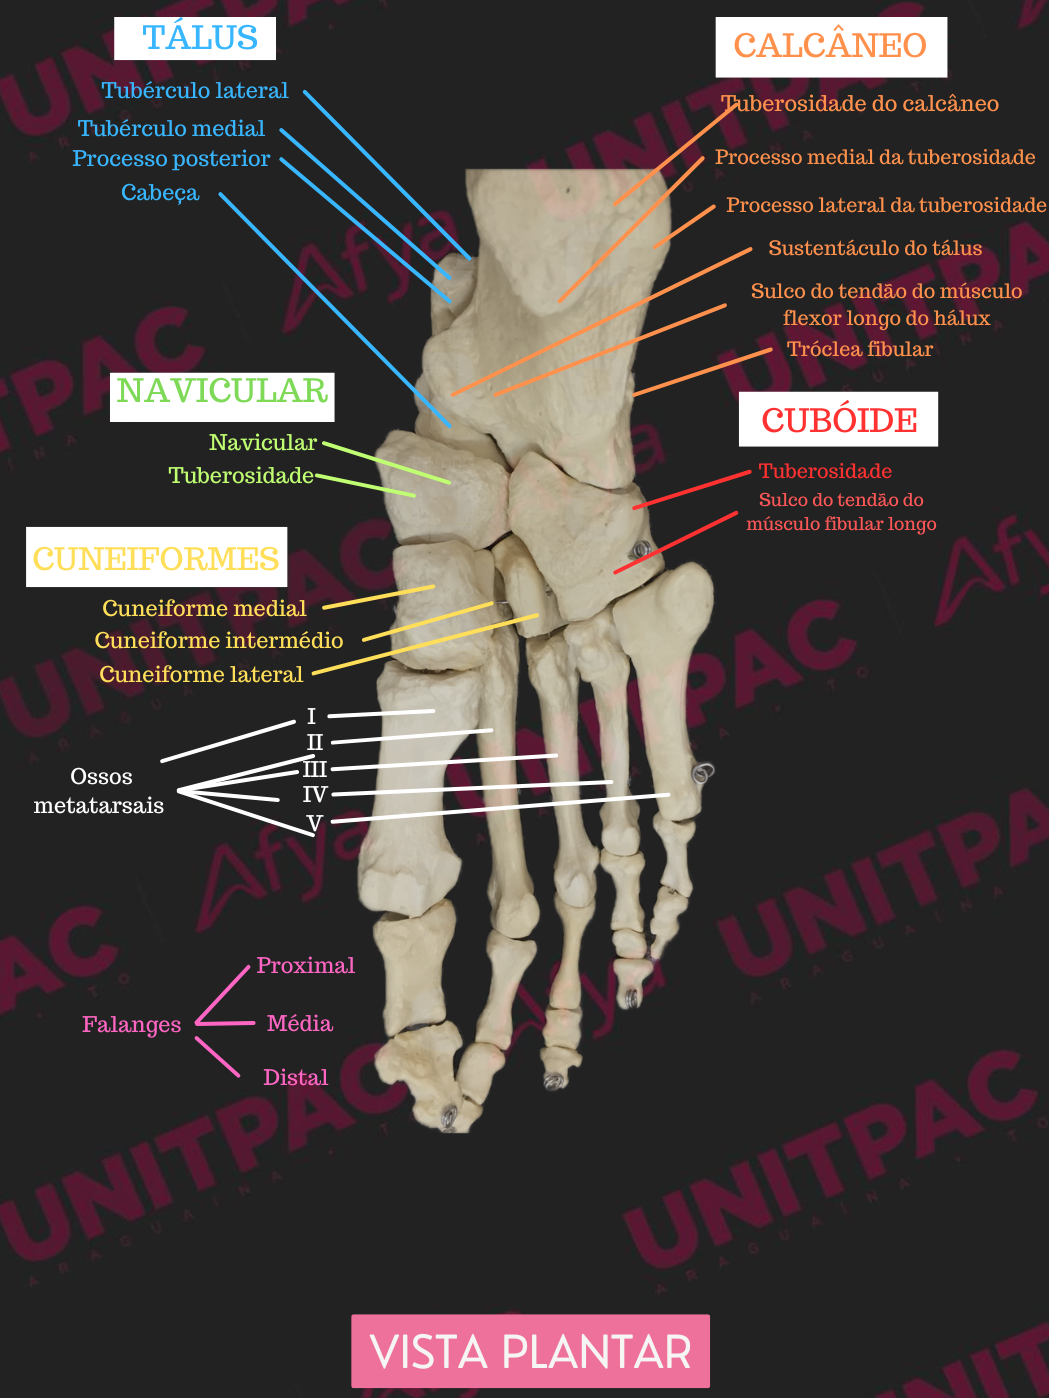 TÁLUS
Tubérculo lateral
Tubérculo medial
Processo posterior
Cabeça
CALCÂNEO
Tuberosidade do calcâneo
Processo medial da tuberosidade
Processo lateral da tuberosidade
Sustentáculo do tálus
Sulco do tendão do músculo
flexor longo do hálux
Tróclea fibular
NAVICULAR
Navicular
Tuberosidade
CUBÓIDE
Tuberosidade
Sulco do tendão do
músculo fibular longo
CUNEIFORMES
Cuneiforme medial
Cuneiforme intermédio
Cuneiforme lateral
I
II
III
IV
V
Ossos
metatarsais
Proximal
Falanges
Média
Distal
VISTA PLANTAR
UNITPAC
ARAGUAÍNA · TO
Afya